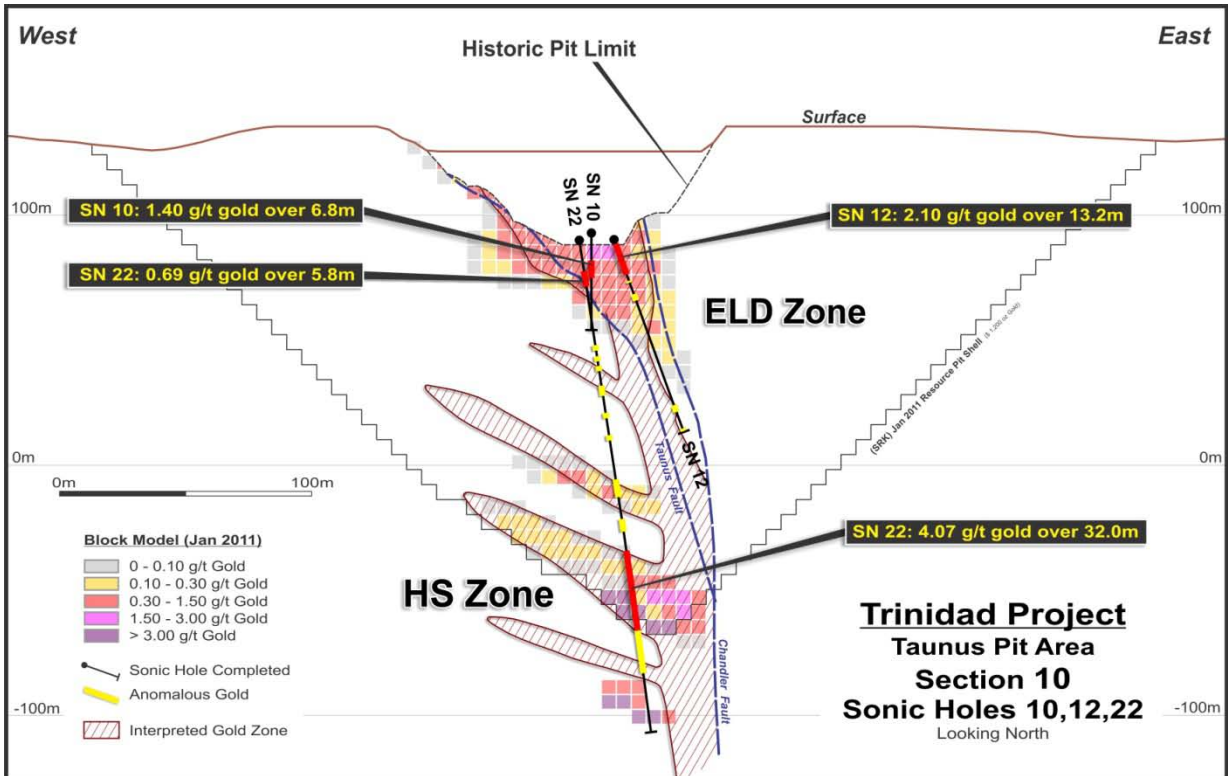 West
Historic Pit Limit
East
Surface
SN 22
SN 10
100m
100m
SN 10: 1.40 g/t gold over 6.8m
SN 12: 2.10 g/t gold over 13.2m
SN 22: 0.69 g/t gold over 5.8m
ELD Zone
(SRK) Jan 2011 Resource Pit Shell ($ 1,200 oz Gold)
SN 12
Taunus Fault
0m
0m
0m
100m
SN 22: 4.07 g/t gold over 32.0m
Block Model (Jan 2011)
0 - 0.10 g/t Gold
0.10 - 0.30 g/t Gold
0.30 - 1.50 g/t Gold
1.50 - 3.00 g/t Gold
> 3.00 g/t Gold
Sonic Hole Completed
Anomalous Gold
Interpreted Gold Zone
HS Zone
Chandler Fault
Trinidad Project
Taunus Pit Area
Section 10
Sonic Holes 10,12,22
Looking North
-100m
-100m